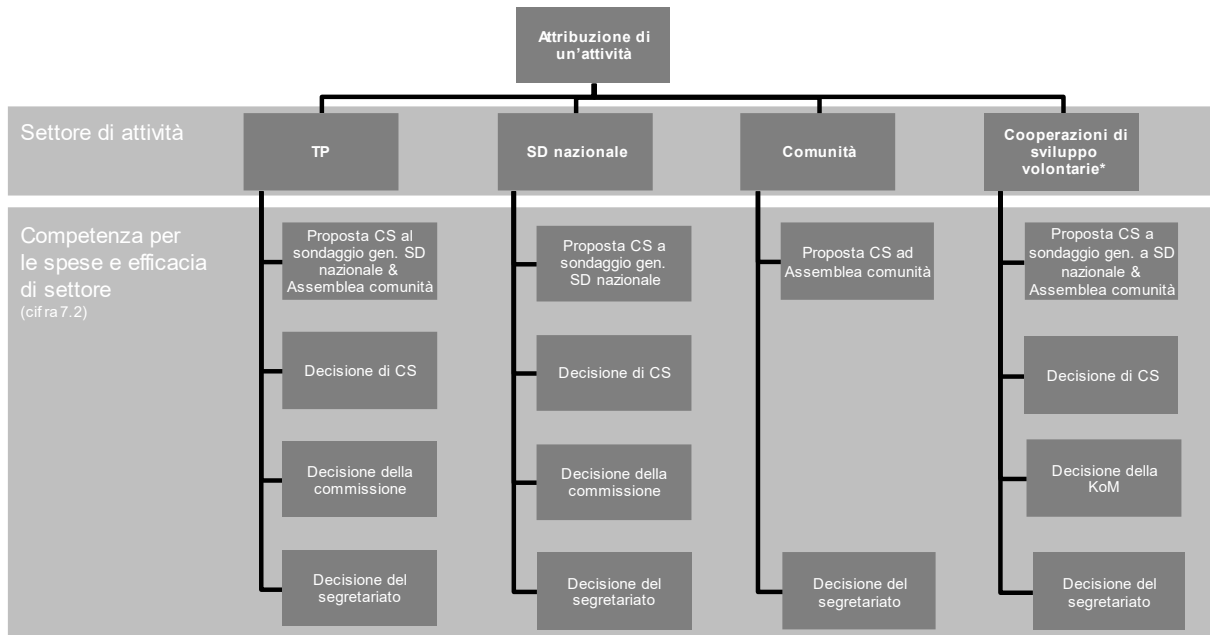 Attribuzione di
un'attività
Settore di attività
TP
SD nazionale
Comunità
Cooperazioni di
sviluppo
volontarie*
Competenza per
le spese e efficacia
di settore
(cifra 7.2)
Proposta CS al
sondaggio gen. SD
nazionale &
Assemblea comunità
Proposta CS a
sondaggio gen.
SD nazionale
Proposta CS ad
Assemblea comunità
Proposta CS a
sondaggio gen. a SD
nazionale &
Assemblea comunità
Decisione di CS
Decisione di CS
Decisione di CS
Decisione della
commissione
Decisione della
commissione
Decisione della
KoM
Decisione del
segretariato
Decisione del
segretariato
Decisione del
segretariato
Decisione del
segretariato